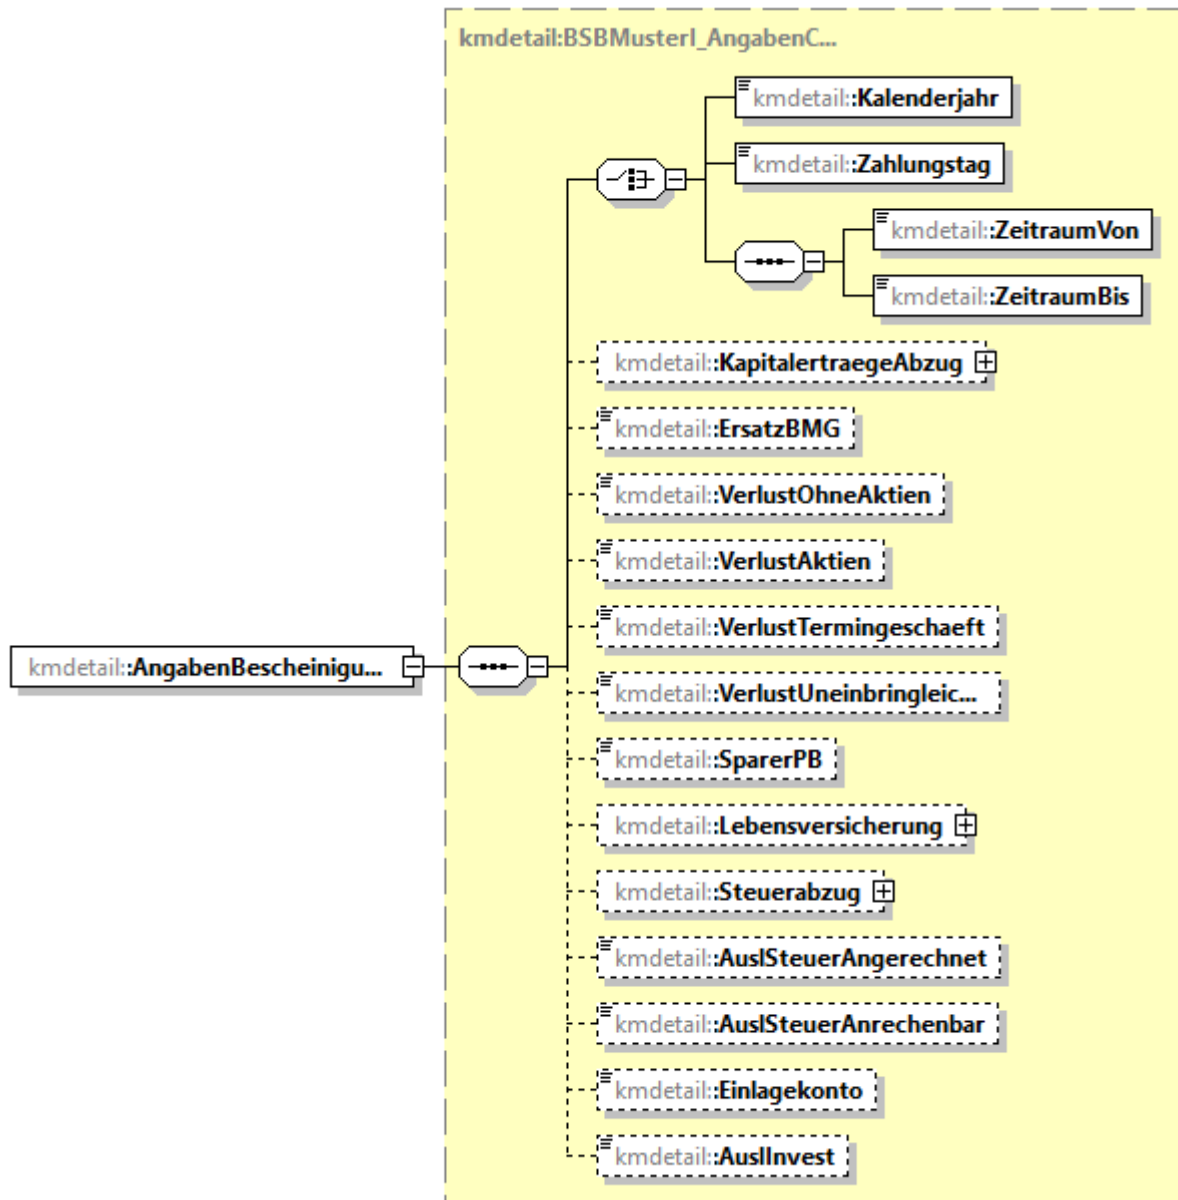 kmdetail:BSBMusterI_AngabenC...
kmdetail::Kalenderjahr
kmdetail::Zahlungstag
kmdetail::ZeitraumVon
kmdetail::ZeitraumBis
kmdetail::KapitalertraegeAbzug
kmdetail::ErsatzBMG
kmdetail::VerlustOhneAktien
kmdetail::VerlustAktien
kmdetail::VerlustTermingeschaeft
kmdetail::AngabenBescheinigu...
kmdetail::VerlustUneinbringleic...
kmdetail::SparerPB
kmdetail::Lebensversicherung
kmdetail::Steuerabzug
kmdetail::AuslSteuerAngerechnet
kmdetail::AuslSteuerAnrechenbar
kmdetail::Einlagekonto
kmdetail::AuslInvest